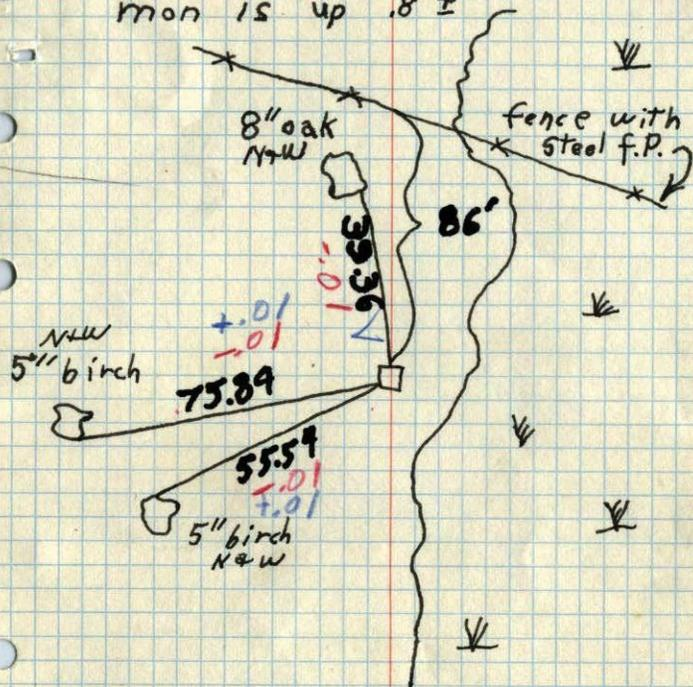 mon is up .8 ±
8" oak
N+W
fence with
steel f.P.
86'
39.36
-.01
+.01
-.01
N+W
5" birch
75.84
55.54
-.01
+.01
5" birch
N&W